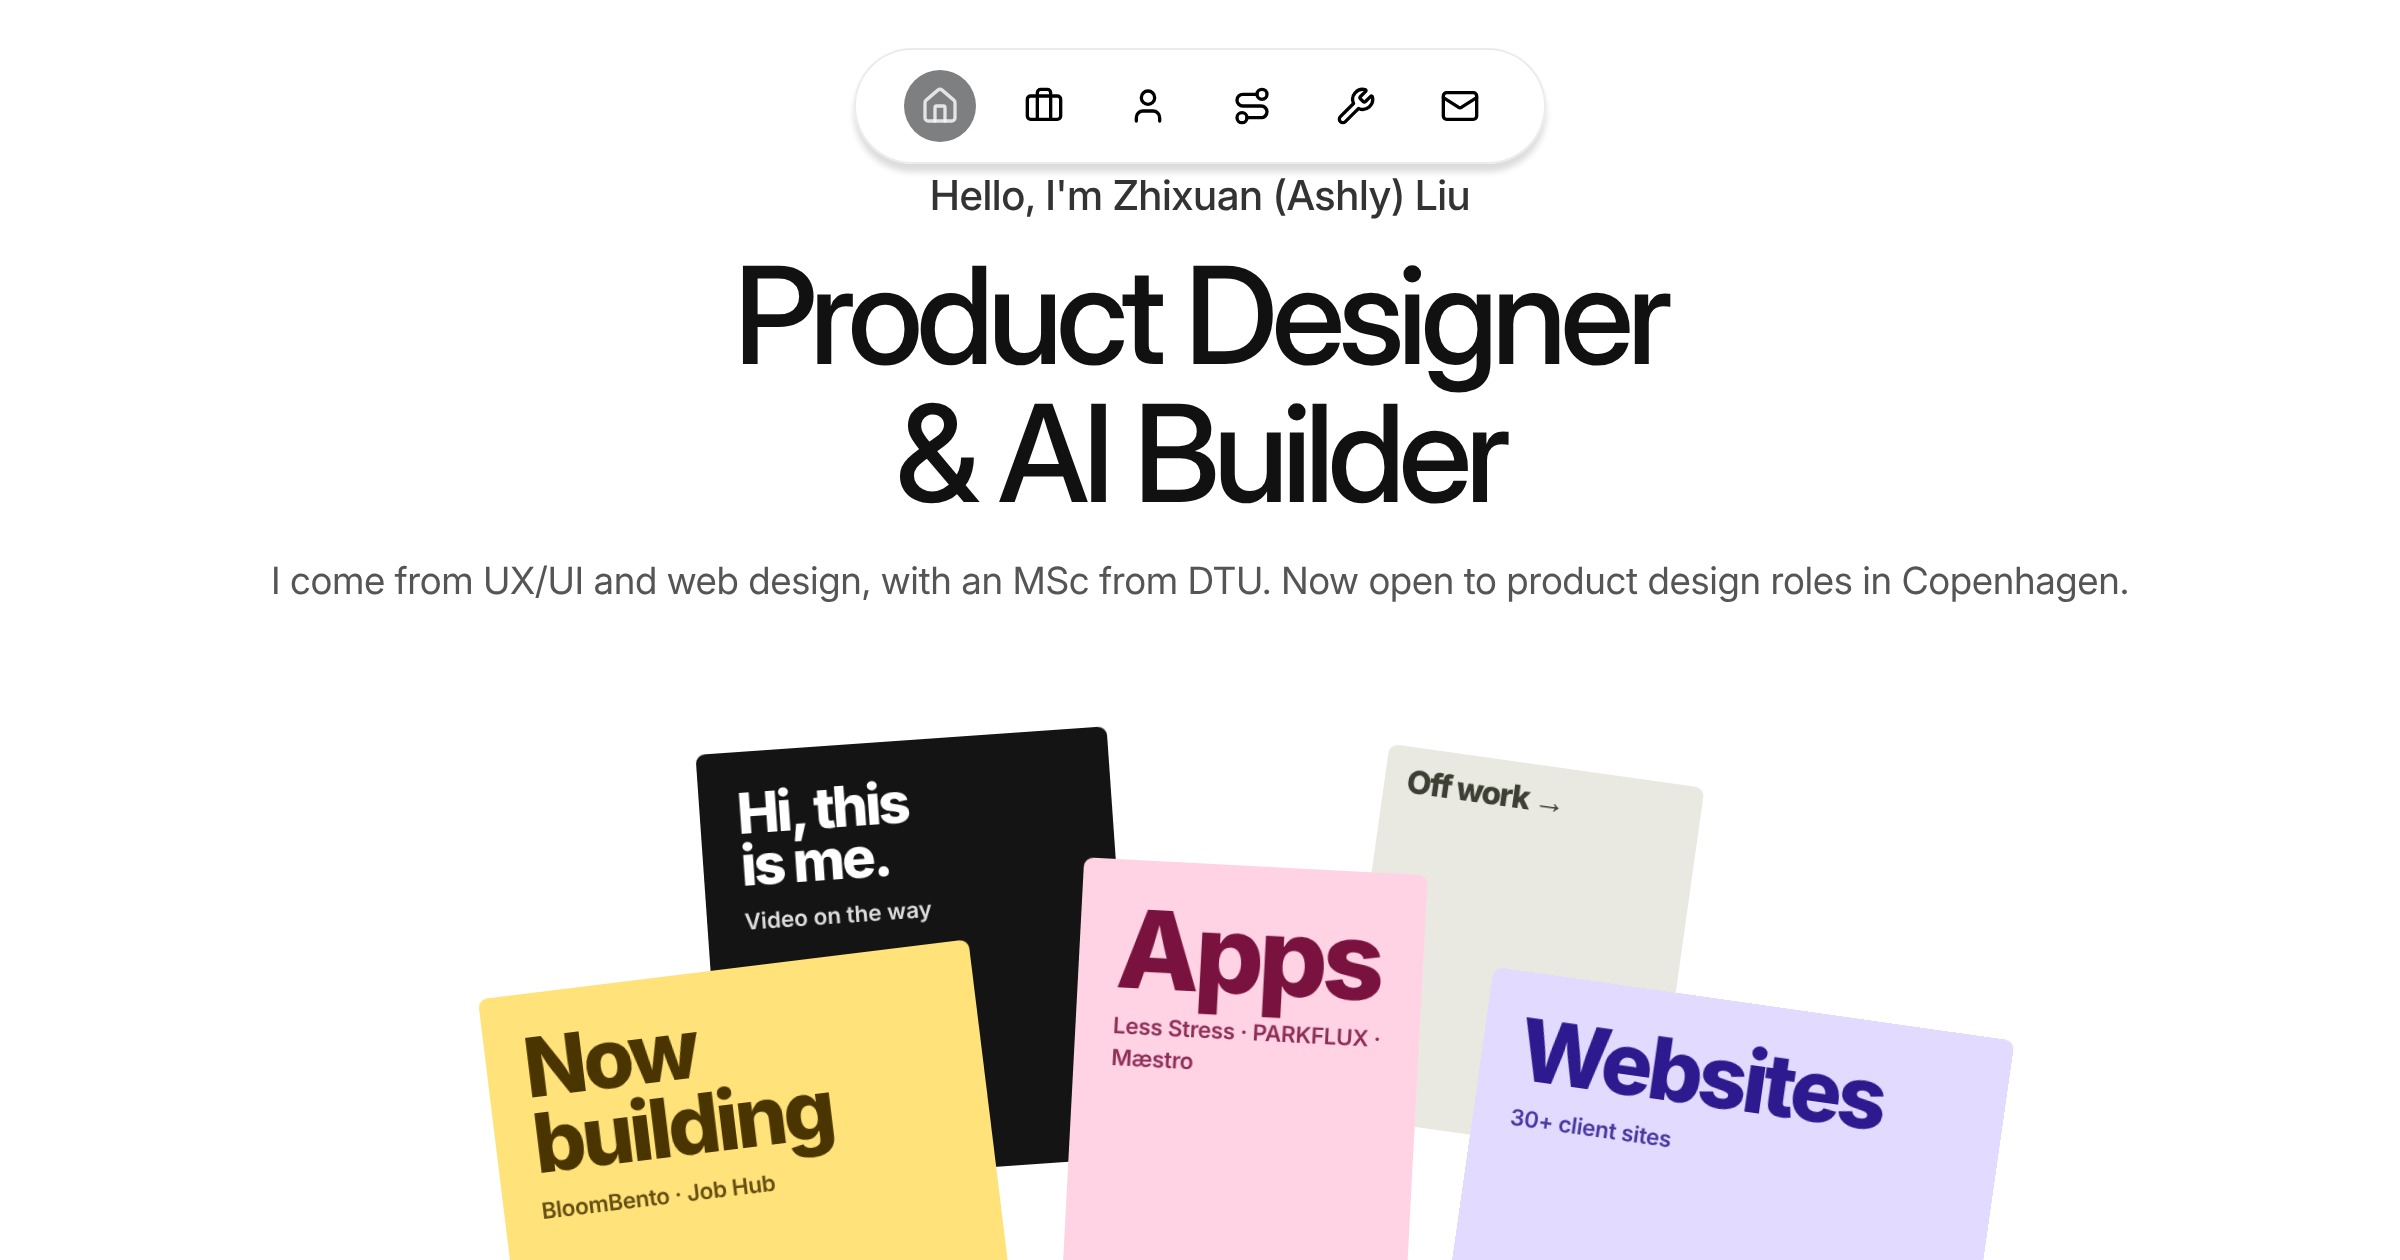 Hello, I'm Zhixuan (Ashly) Liu
Product Designer
& AI Builder
I come from UX/UI and web design, with an MSc from DTU. Now open to product design roles in Copenhagen.
Hi, this
is me.
Video on the way
Off work →
Apps
Less Stress · PARKFLUX ·
Mæstro
Now
building
BloomBento · Job Hub
Websites
30+ client sites